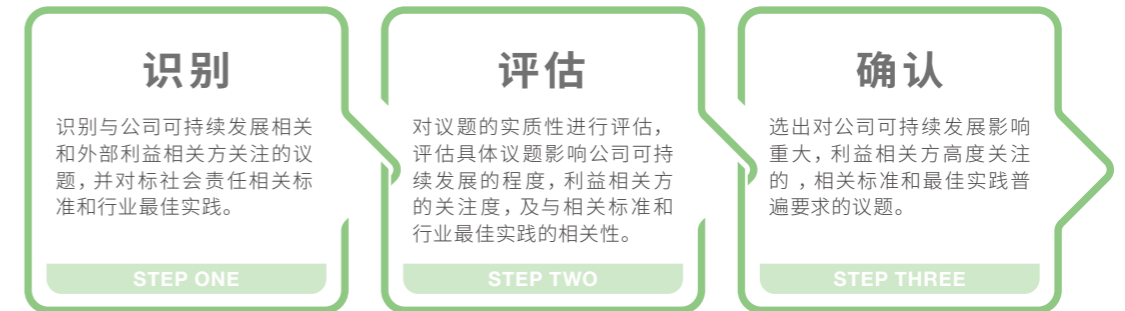 识别
识别与公司可持续发展相关
和外部利益相关方关注的议
题，并对标社会责任相关标
准和行业最佳实践。
STEP ONE
评估
对议题的实质性进行评估，
评估具体议题影响公司可持
续发展的程度，利益相关方
的关注度，及与相关标准和
行业最佳实践的相关性。
STEP TWO
确认
选出对公司可持续发展影响
重大，利益相关方高度关注
的 ，相关标准和最佳实践普
遍要求的议题。
STEP THREE